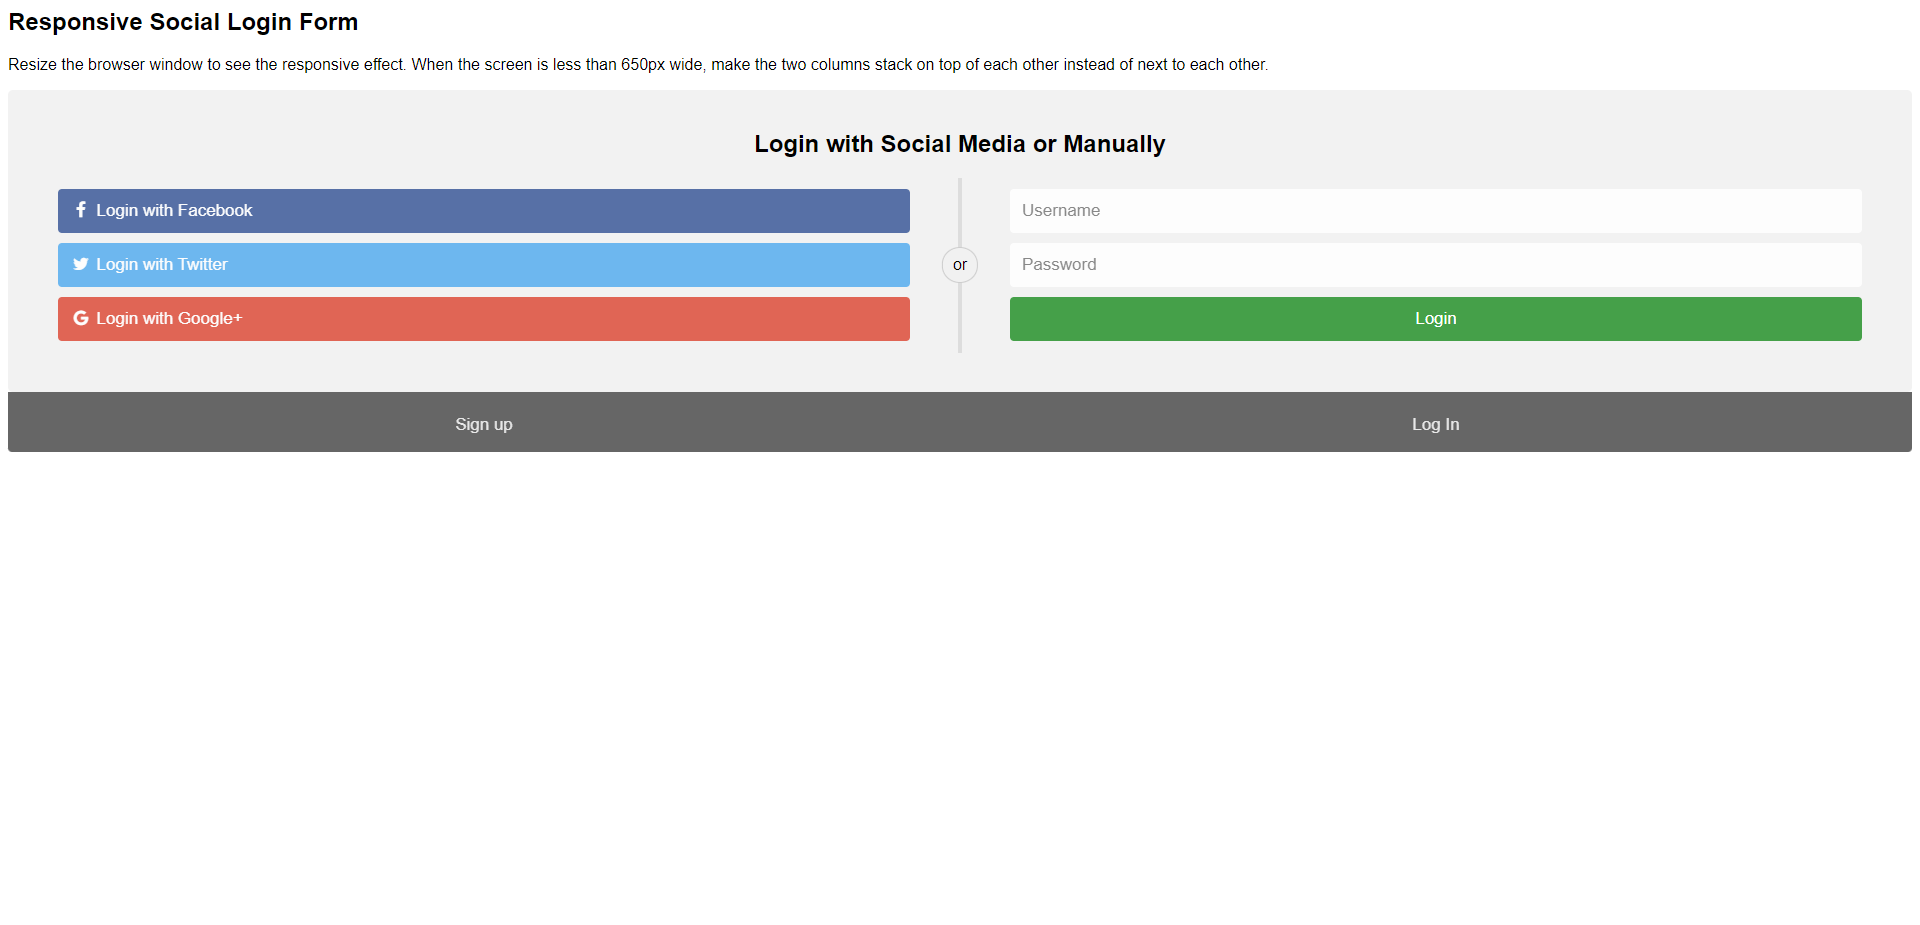 Responsive Social Login Form
Resize the browser window to see the responsive effect. When the screen is less than 650px wide, make the two columns stack on top of each other instead of next to each other.
Login with Social Media or Manually
Login with Facebook
Login with Twitter
Login with Google+
or
Username
Password
Login
Sign up
Log In